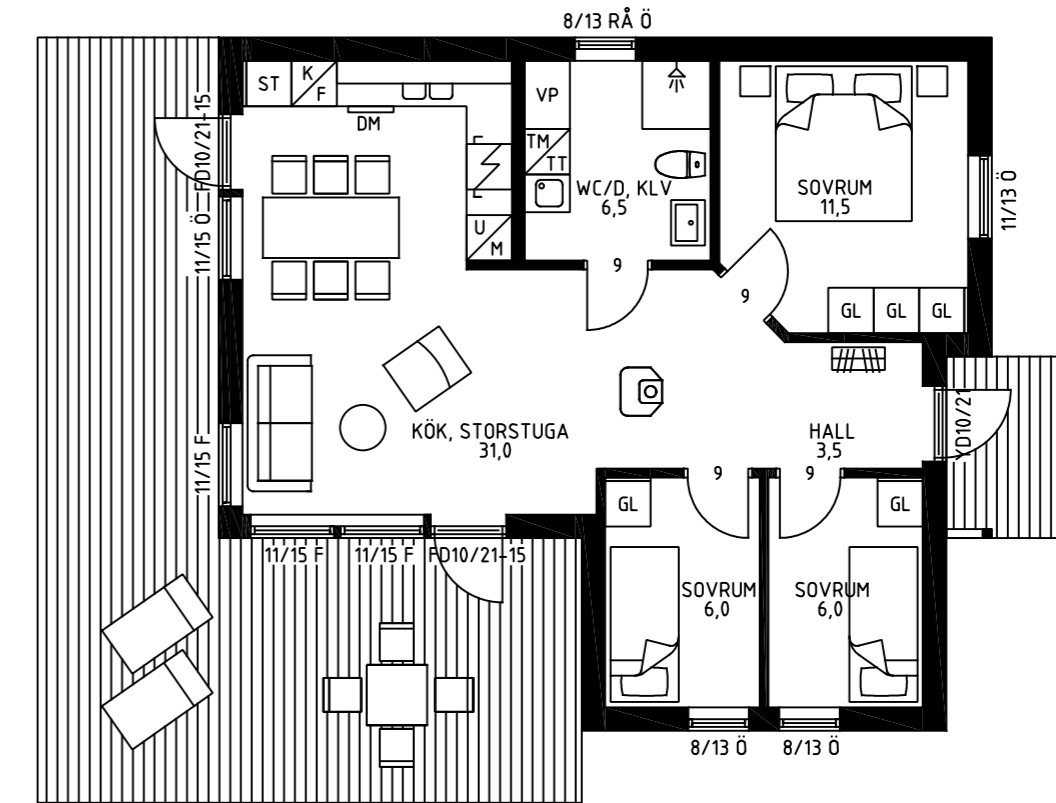 8/13 RÅ Ö
ST
K
F
DM
VP
TM
TT
WC/D, KLV
6,5
SOVRUM
11,5
11/13 Ö
FD10/21-15
11/15 Ö
U
M
9
9
GL
GL
GL
KÖK, STORSTUGA
31,0
HALL
3,5
YD10/21
11/15 F
9
9
GL
GL
11/15 F
11/15 F
FD10/21-15
SOVRUM
6,0
SOVRUM
6,0
8/13 Ö
8/13 Ö